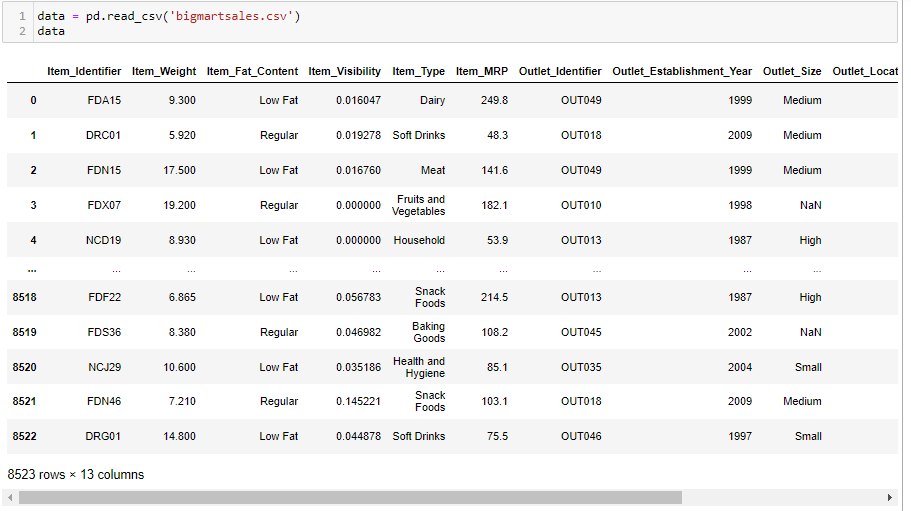 1 data = pd.read_csv('bigmartsales.csv')
2 data
Item_Identifier Item_Weight Item_Fat_Content Item_Visibility Item_Type Item_MRP Outlet_Identifier Outlet_Establishment_Year Outlet_Size Outlet_Locat
0 FDA15 9.300 Low Fat 0.016047 Dairy 249.8 OUT049 1999 Medium
1 DRC01 5.920 Regular 0.019278 Soft Drinks 48.3 OUT018 2009 Medium
2 FDN15 17.500 Low Fat 0.016760 Meat 141.6 OUT049 1999 Medium
3 FDX07 19.200 Regular 0.000000 Fruits and Vegetables 182.1 OUT010 1998 NaN
4 NCD19 8.930 Low Fat 0.000000 Household 53.9 OUT013 1987 High
... ... ... ... ... ... ... ... ... ...
8518 FDF22 6.865 Low Fat 0.056783 Snack Foods 214.5 OUT013 1987 High
8519 FDS36 8.380 Regular 0.046982 Baking Goods 108.2 OUT045 2002 NaN
8520 NCJ29 10.600 Low Fat 0.035186 Health and Hygiene 85.1 OUT035 2004 Small
8521 FDN46 7.210 Regular 0.145221 Snack Foods 103.1 OUT018 2009 Medium
8522 DRG01 14.800 Low Fat 0.044878 Soft Drinks 75.5 OUT046 1997 Small
8523 rows × 13 columns